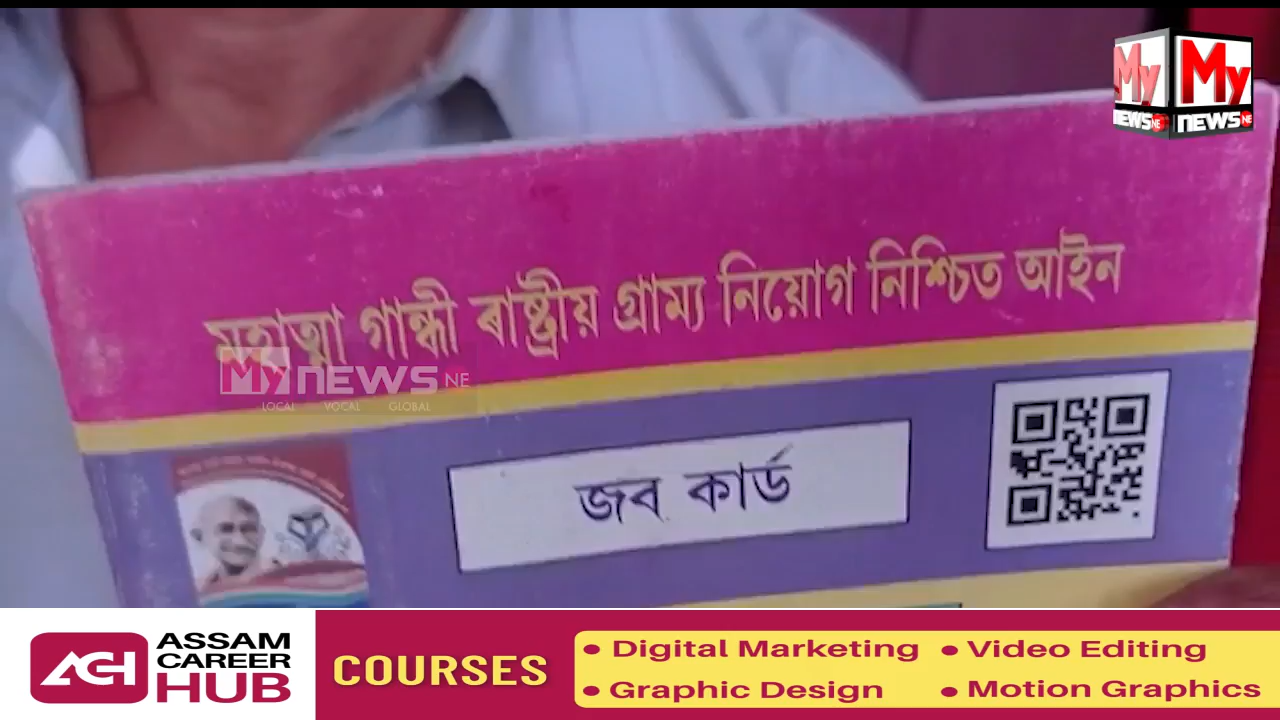 My
NEWS NE
My
NEWS NE
মহাত্মা গান্ধী ৰাষ্ট্ৰীয় গ্ৰাম্য নিয়োগ নিশ্চিত আইন
My NEWS NE
LOCAL VOCAL GLOBAL
জব কাৰ্ড
ACH
ASSAM
CAREER
HUB
COURSES
• Digital Marketing
• Video Editing
• Graphic Design
• Motion Graphics